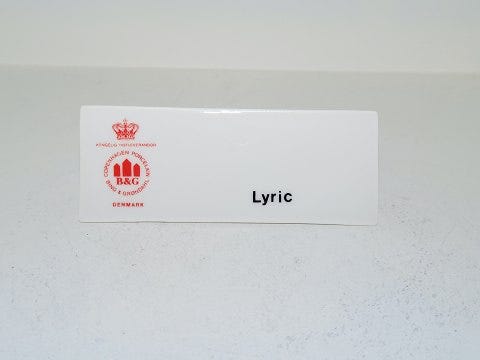 KONGELIG HOFLEVERANDØR
COPENHAGEN PORCELAIN
B&G
BING & GRØNDAHL
DENMARK
Lyric